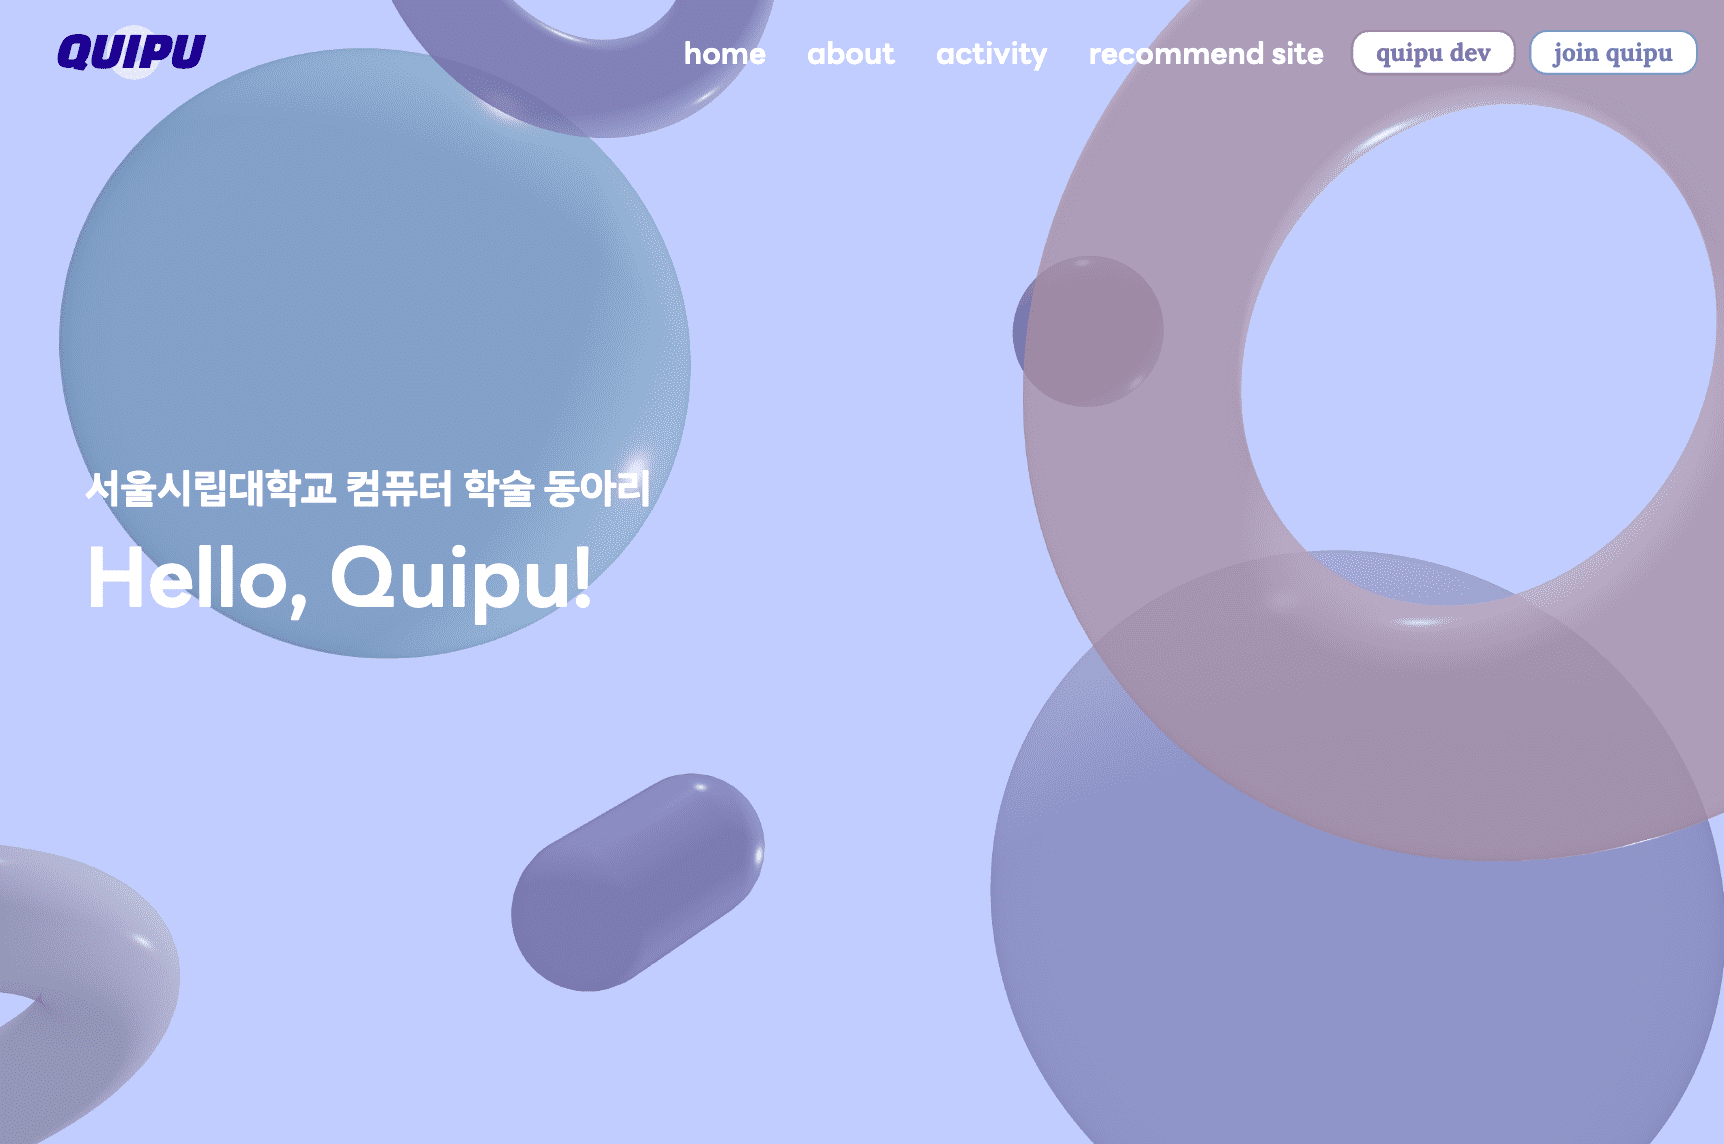 QUIPU
home about activity recommend site quipu dev join quipu
서울시립대학교 컴퓨터 학술 동아리
Hello, Quipu!